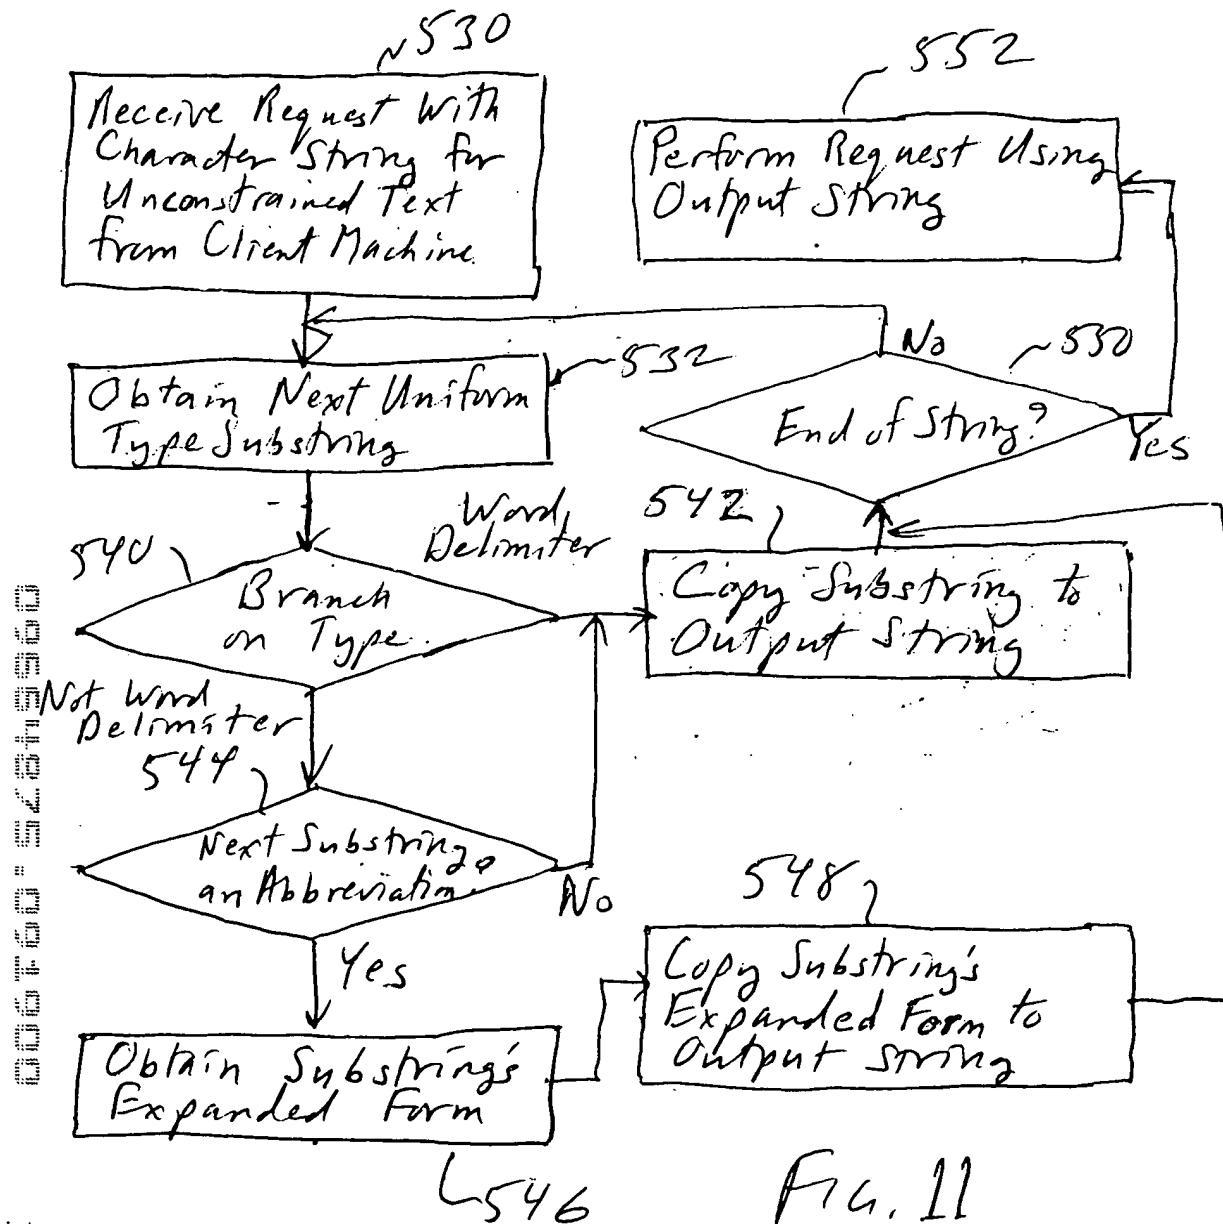 530
Receive Request With
Character String for
Unconstrained Text
from Client Machine
552
Perform Request Using
Output String
532
Obtain Next Uniform
Type Substring
No
550
End of String?
Yes
540
Branch
on Type
Word
Delimiter
542
Copy Substring to
Output String
Not Word
Delimiter
544
Next Substring
an Abbreviation?
No
Yes
546
Obtain Substring's
Expanded Form
548
Copy Substring's
Expanded Form to
Output String
FIG. 11